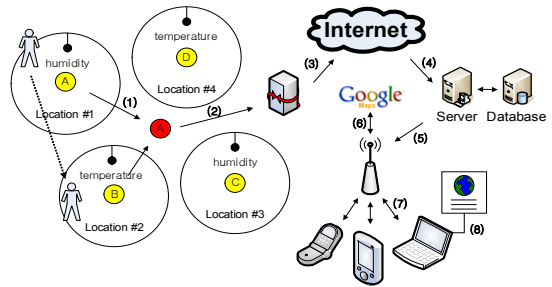 Internet
temperature
D
Location #4
humidity
A
Location #1
(1)
A
(2)
(3)
(4)
Google
Maps
Server
Database
(6)
(5)
temperature
B
Location #2
humidity
C
Location #3
(7)
(8)